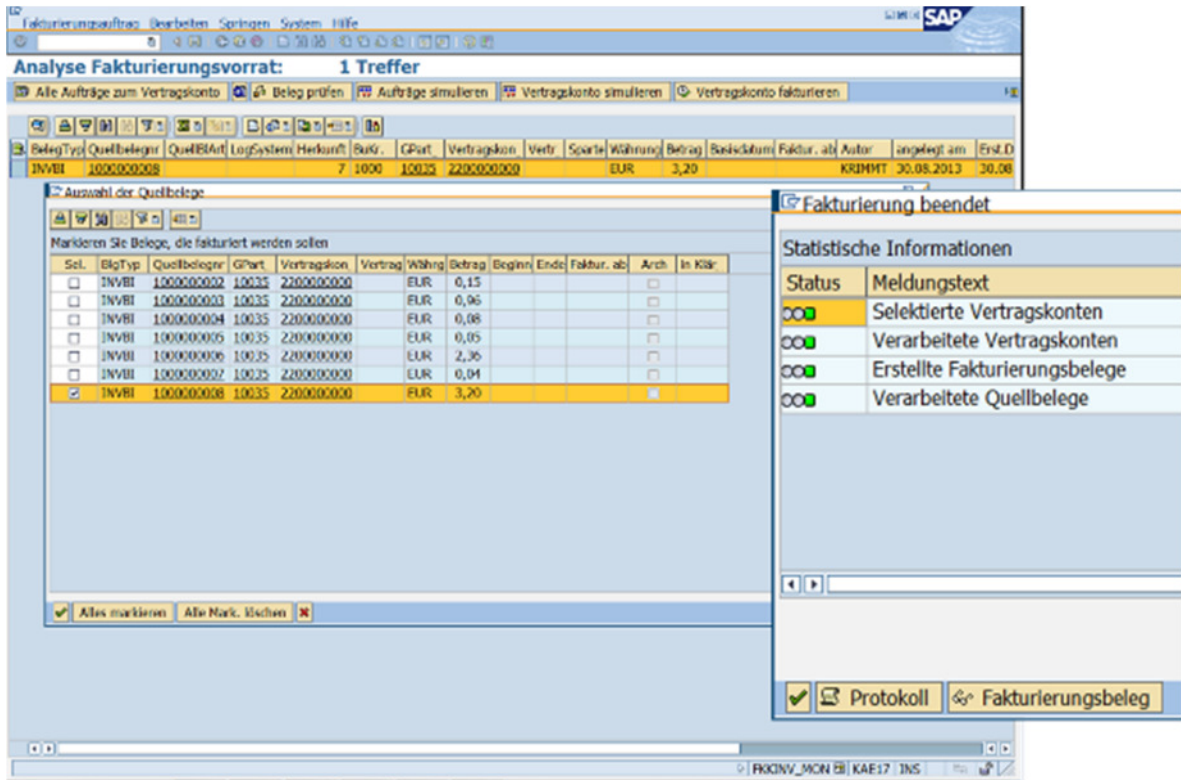 Fakturierungsauftrag Bearbeiten Springen System Hilfe
SAP
Analyse Fakturierungsvorrat: 1 Treffer
Alle Aufträge zum Vertragskonto Beleg prüfen Aufträge simulieren Vertragskonto simulieren Vertragskonto fakturieren
BelegTyp Quellbelegnr QuellBlArt LogSystem Herkunft BuKr. GPart Vertragskon Vertr Sparte Währung Betrag Basisdatum Faktur. ab Autor angelegt am Erst.D
INVBI 1000000008 7 1000 10035 2200000000 EUR 3,20 KRIMMT 30.08.2013 30.08
Auswahl der Quellbelege
Markieren Sie Belege, die fakturiert werden sollen
Sel. BlgTyp Quellbelegnr GPart Vertragskon Vertrag Währg Betrag Beginn Ende Faktur. ab Arch In Klär
INVBI 1000000002 10035 2200000000 EUR 0,15
INVBI 1000000003 10035 2200000000 EUR 0,96
INVBI 1000000004 10035 2200000000 EUR 0,08
INVBI 1000000005 10035 2200000000 EUR 0,05
INVBI 1000000006 10035 2200000000 EUR 2,36
INVBI 1000000007 10035 2200000000 EUR 0,04
INVBI 1000000008 10035 2200000000 EUR 3,20
Alles markieren Alle Mark. löschen
Fakturierung beendet
Statistische Informationen
Status Meldungstext
Selektierte Vertragskonten
Verarbeitete Vertragskonten
Erstellte Fakturierungsbelege
Verarbeitete Quellbelege
Protokoll Fakturierungsbeleg
FKKINV_MON KAE17 INS